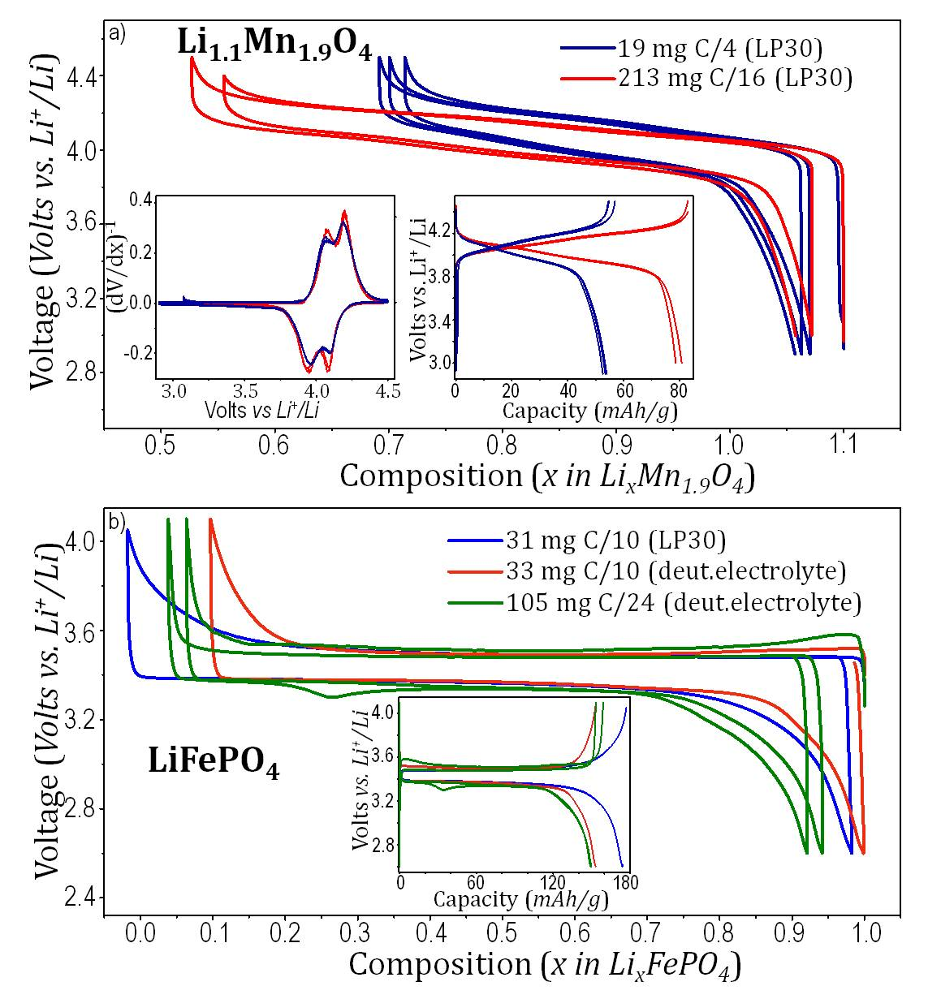 a)
Li1.1Mn1.9O4
19 mg C/4 (LP30)
213 mg C/16 (LP30)
Voltage (Volts vs. Li+/Li)
4.4
4.0
3.6
3.2
2.8
(dV/dx)-1
0.4
0.2
0.0
-0.2
3.0 3.5 4.0 4.5
Volts vs Li+/Li
Volts vs. Li+/Li
4.2
3.8
3.4
3.0
0 20 40 60 80
Capacity (mAh/g)
0.5 0.6 0.7 0.8 0.9 1.0 1.1
Composition (x in LixMn1.9O4)
b)
31 mg C/10 (LP30)
33 mg C/10 (deut.electrolyte)
105 mg C/24 (deut.electrolyte)
Voltage (Volts vs. Li+/Li)
4.0
3.6
3.2
2.8
2.4
LiFePO4
Volts vs. Li+/Li
4.0
3.6
3.2
2.8
0 60 120 180
Capacity (mAh/g)
0.0 0.1 0.2 0.3 0.4 0.5 0.6 0.7 0.8 0.9 1.0
Composition (x in LixFePO4)